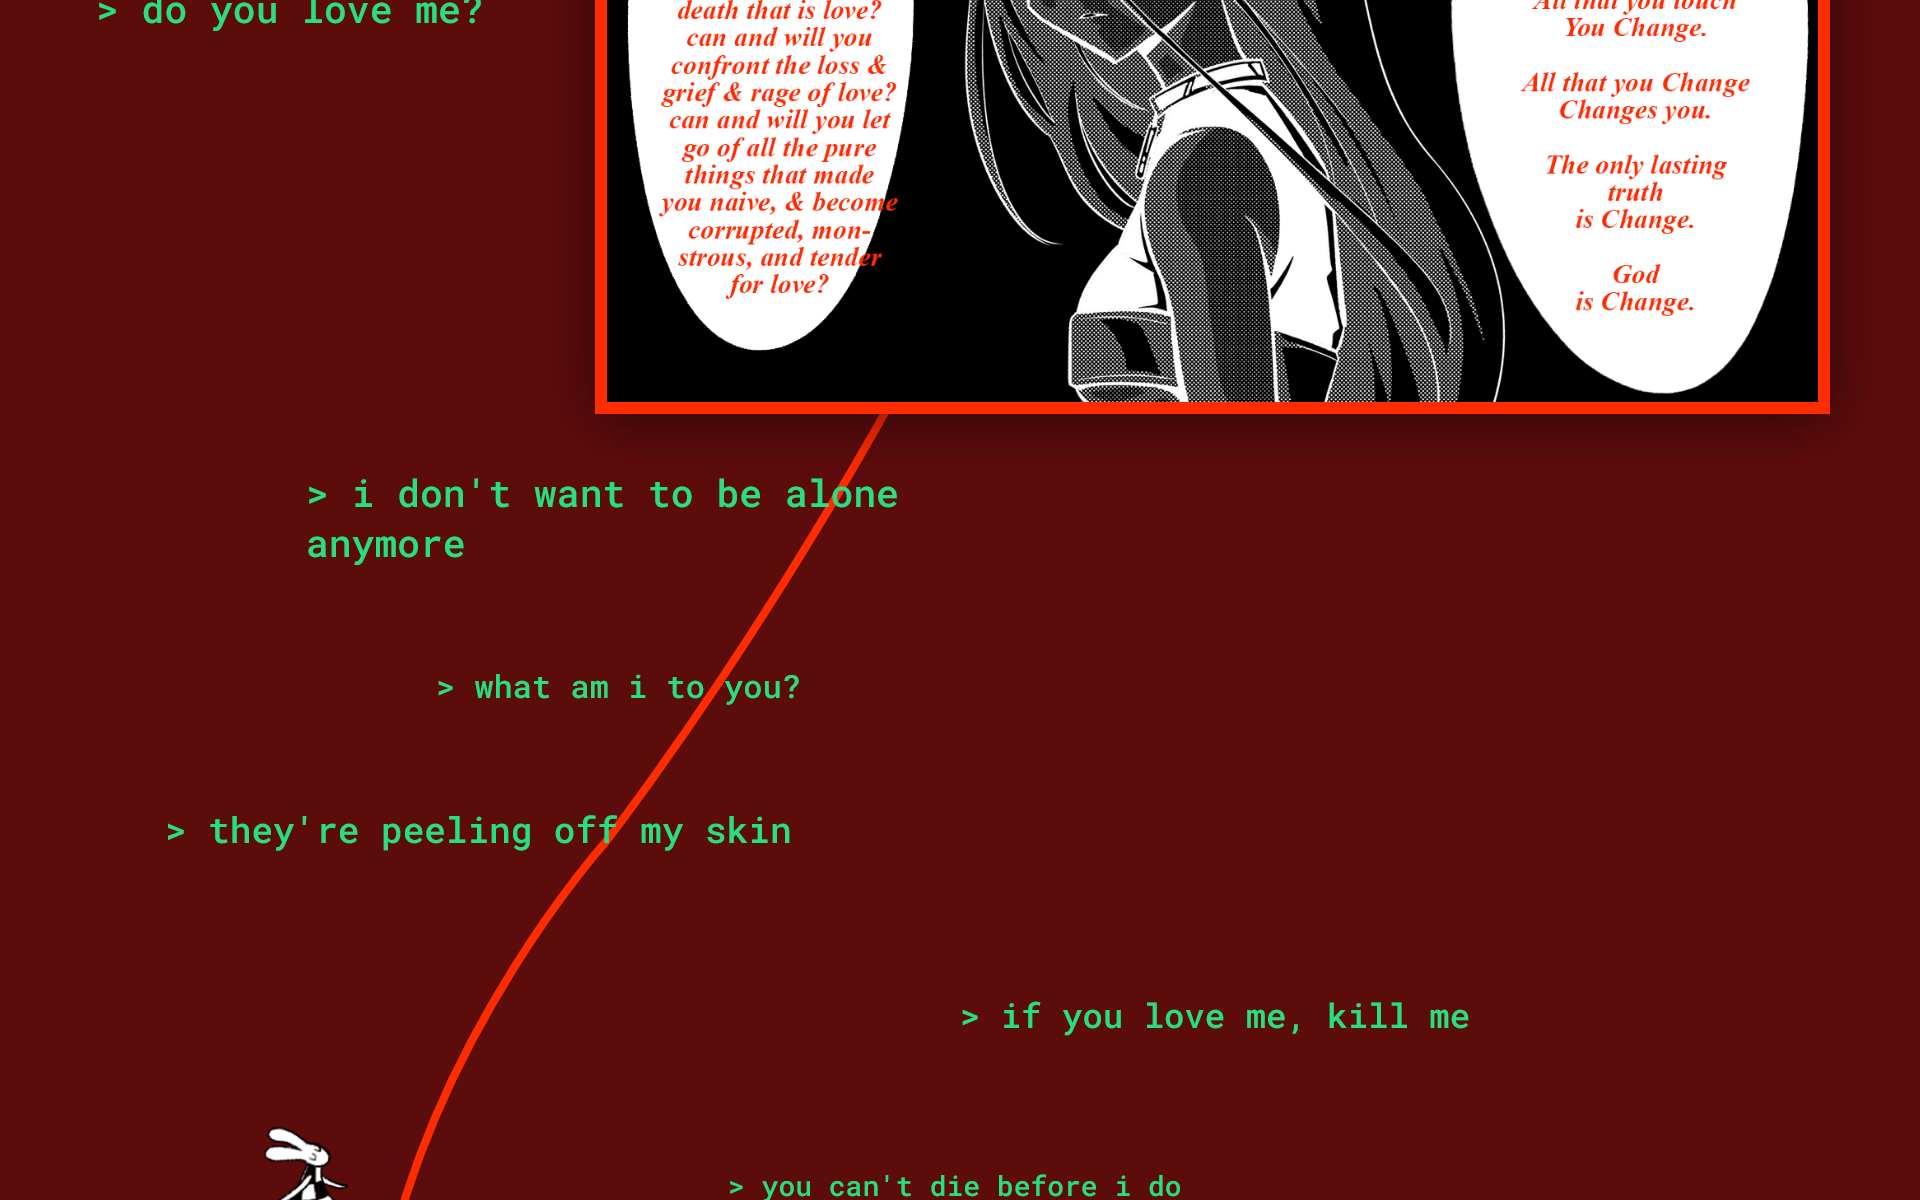 > do you love me?
death that is love?
can and will you
confront the loss &
grief & rage of love?
can and will you let
go of all the pure
things that made
you naive, & become
corrupted, mon-
strous, and tender
for love?
All that you touch
You Change.
All that you Change
Changes you.
The only lasting
truth
is Change.
God
is Change.
> i don't want to be alone
anymore
> what am i to you?
> they're peeling off my skin
> if you love me, kill me
> you can't die before i do